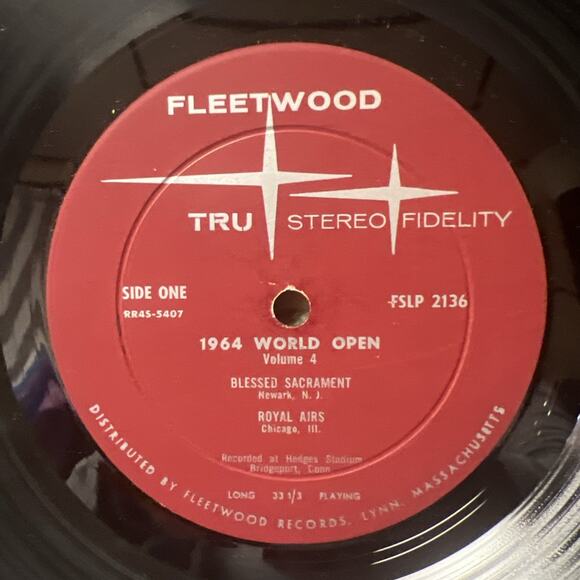 FLEETWOOD
TRU STEREO FIDELITY
SIDE ONE
RR4S-5407
FSLP 2136
1964 WORLD OPEN
Volume 4
BLESSED SACRAMENT
Newark, N. J.
ROYAL AIRS
Chicago, Ill.
Recorded at Hedges Stadium
Bridgeport, Conn
LONG 33 1/3 PLAYING
DISTRIBUTED BY FLEETWOOD RECORDS, LYNN, MASSACHUSETTS